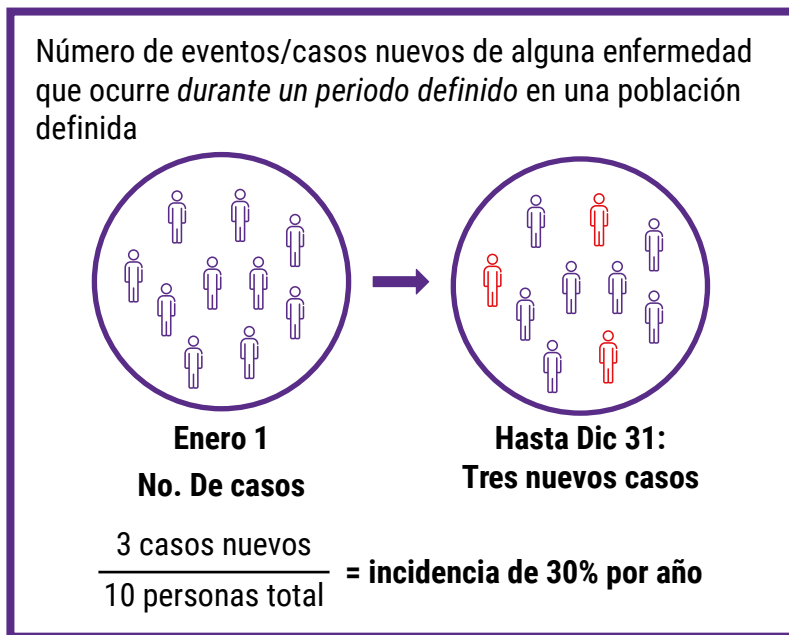 Número de eventos/casos nuevos de alguna enfermedad
que ocurre durante un periodo definido en una población
definida
Enero 1
No. De casos
Hasta Dic 31:
Tres nuevos casos
3 casos nuevos
10 personas total
= incidencia de 30% por año